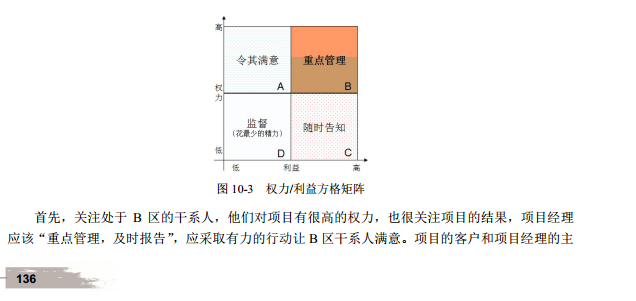 高
令其满意
重点管理
A
B
权力
监督
(花最少的精力)
随时告知
低
D
C
低
利益
高
图 10-3 权力/利益方格矩阵
首先，关注处于 B 区的干系人，他们对项目有很高的权力，也很关注项目的结果，项目经理
应该“重点管理，及时报告”，应采取有力的行动让 B 区干系人满意。项目的客户和项目经理的主
136